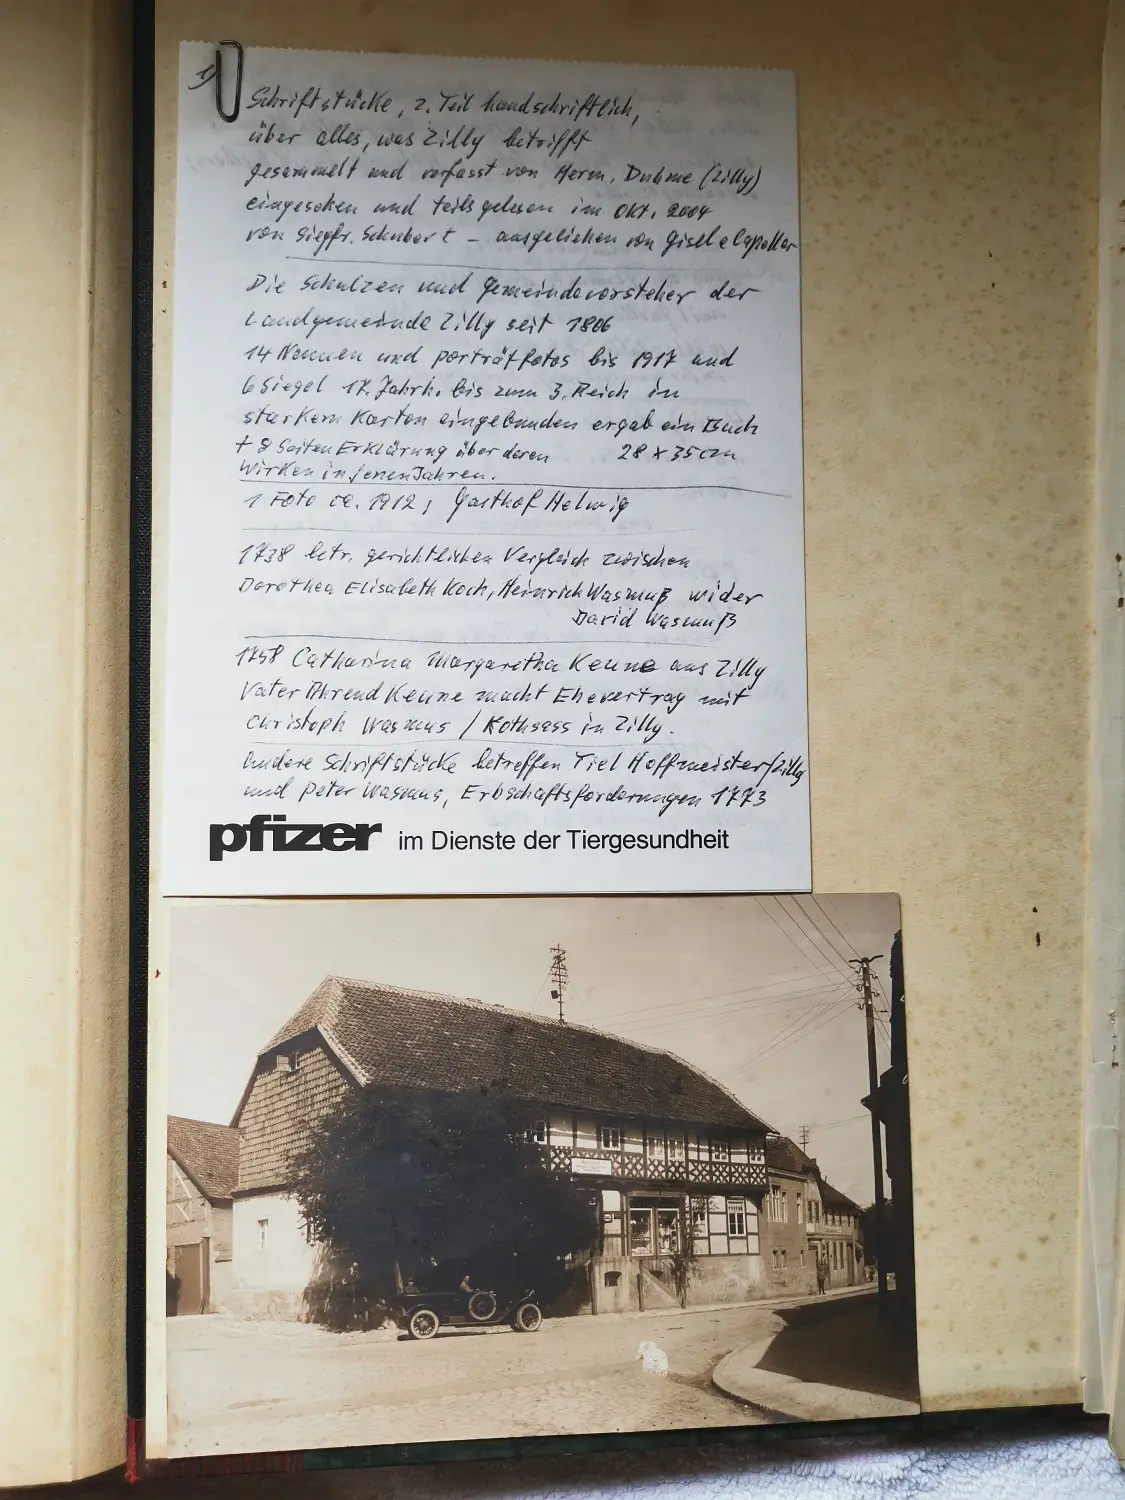 1)
Schriftstücke, z. Teil handschriftlich,
über alles, was Zilly betrifft
gesammelt und verfasst von Herm. Duhme (Zilly)
eingesehen und teils gelesen im Okt. 2004
von Siegfr. Schubert – ausgeliehen von Gisela
Die Schulzen und Gemeindevorsteher der
Landgemeinde Zilly seit 1806
14 Nennen und Porträtfotos bis 1917 und
6 Siegel 17. Jahrh. bis zum 3. Reich in
starkem Karton eingebunden ergab ein Buch
+ 8 Seiten Erklärung über deren 28 x 35 cm
Wirken in jenen Jahren.
1 Foto ca. 1912, Gasthof Helwig
1738 betr. gerichtlichen Vergleich zwischen
Dorothea Elisabeth Koch, Heinrich Wasmuß wider
David Wasmuß
1758 Catharina Margaretha Keune aus Zilly
Vater Ahrend Keune macht Ehevertrag mit
Christoph Wasmus / Kothsass in Zilly.
Andere Schriftstücke betreffen Tiel Hoffmeister/Zilly
und Peter Wasmus, Erbschaftsforderungen 1773
pfizer im Dienste der Tiergesundheit